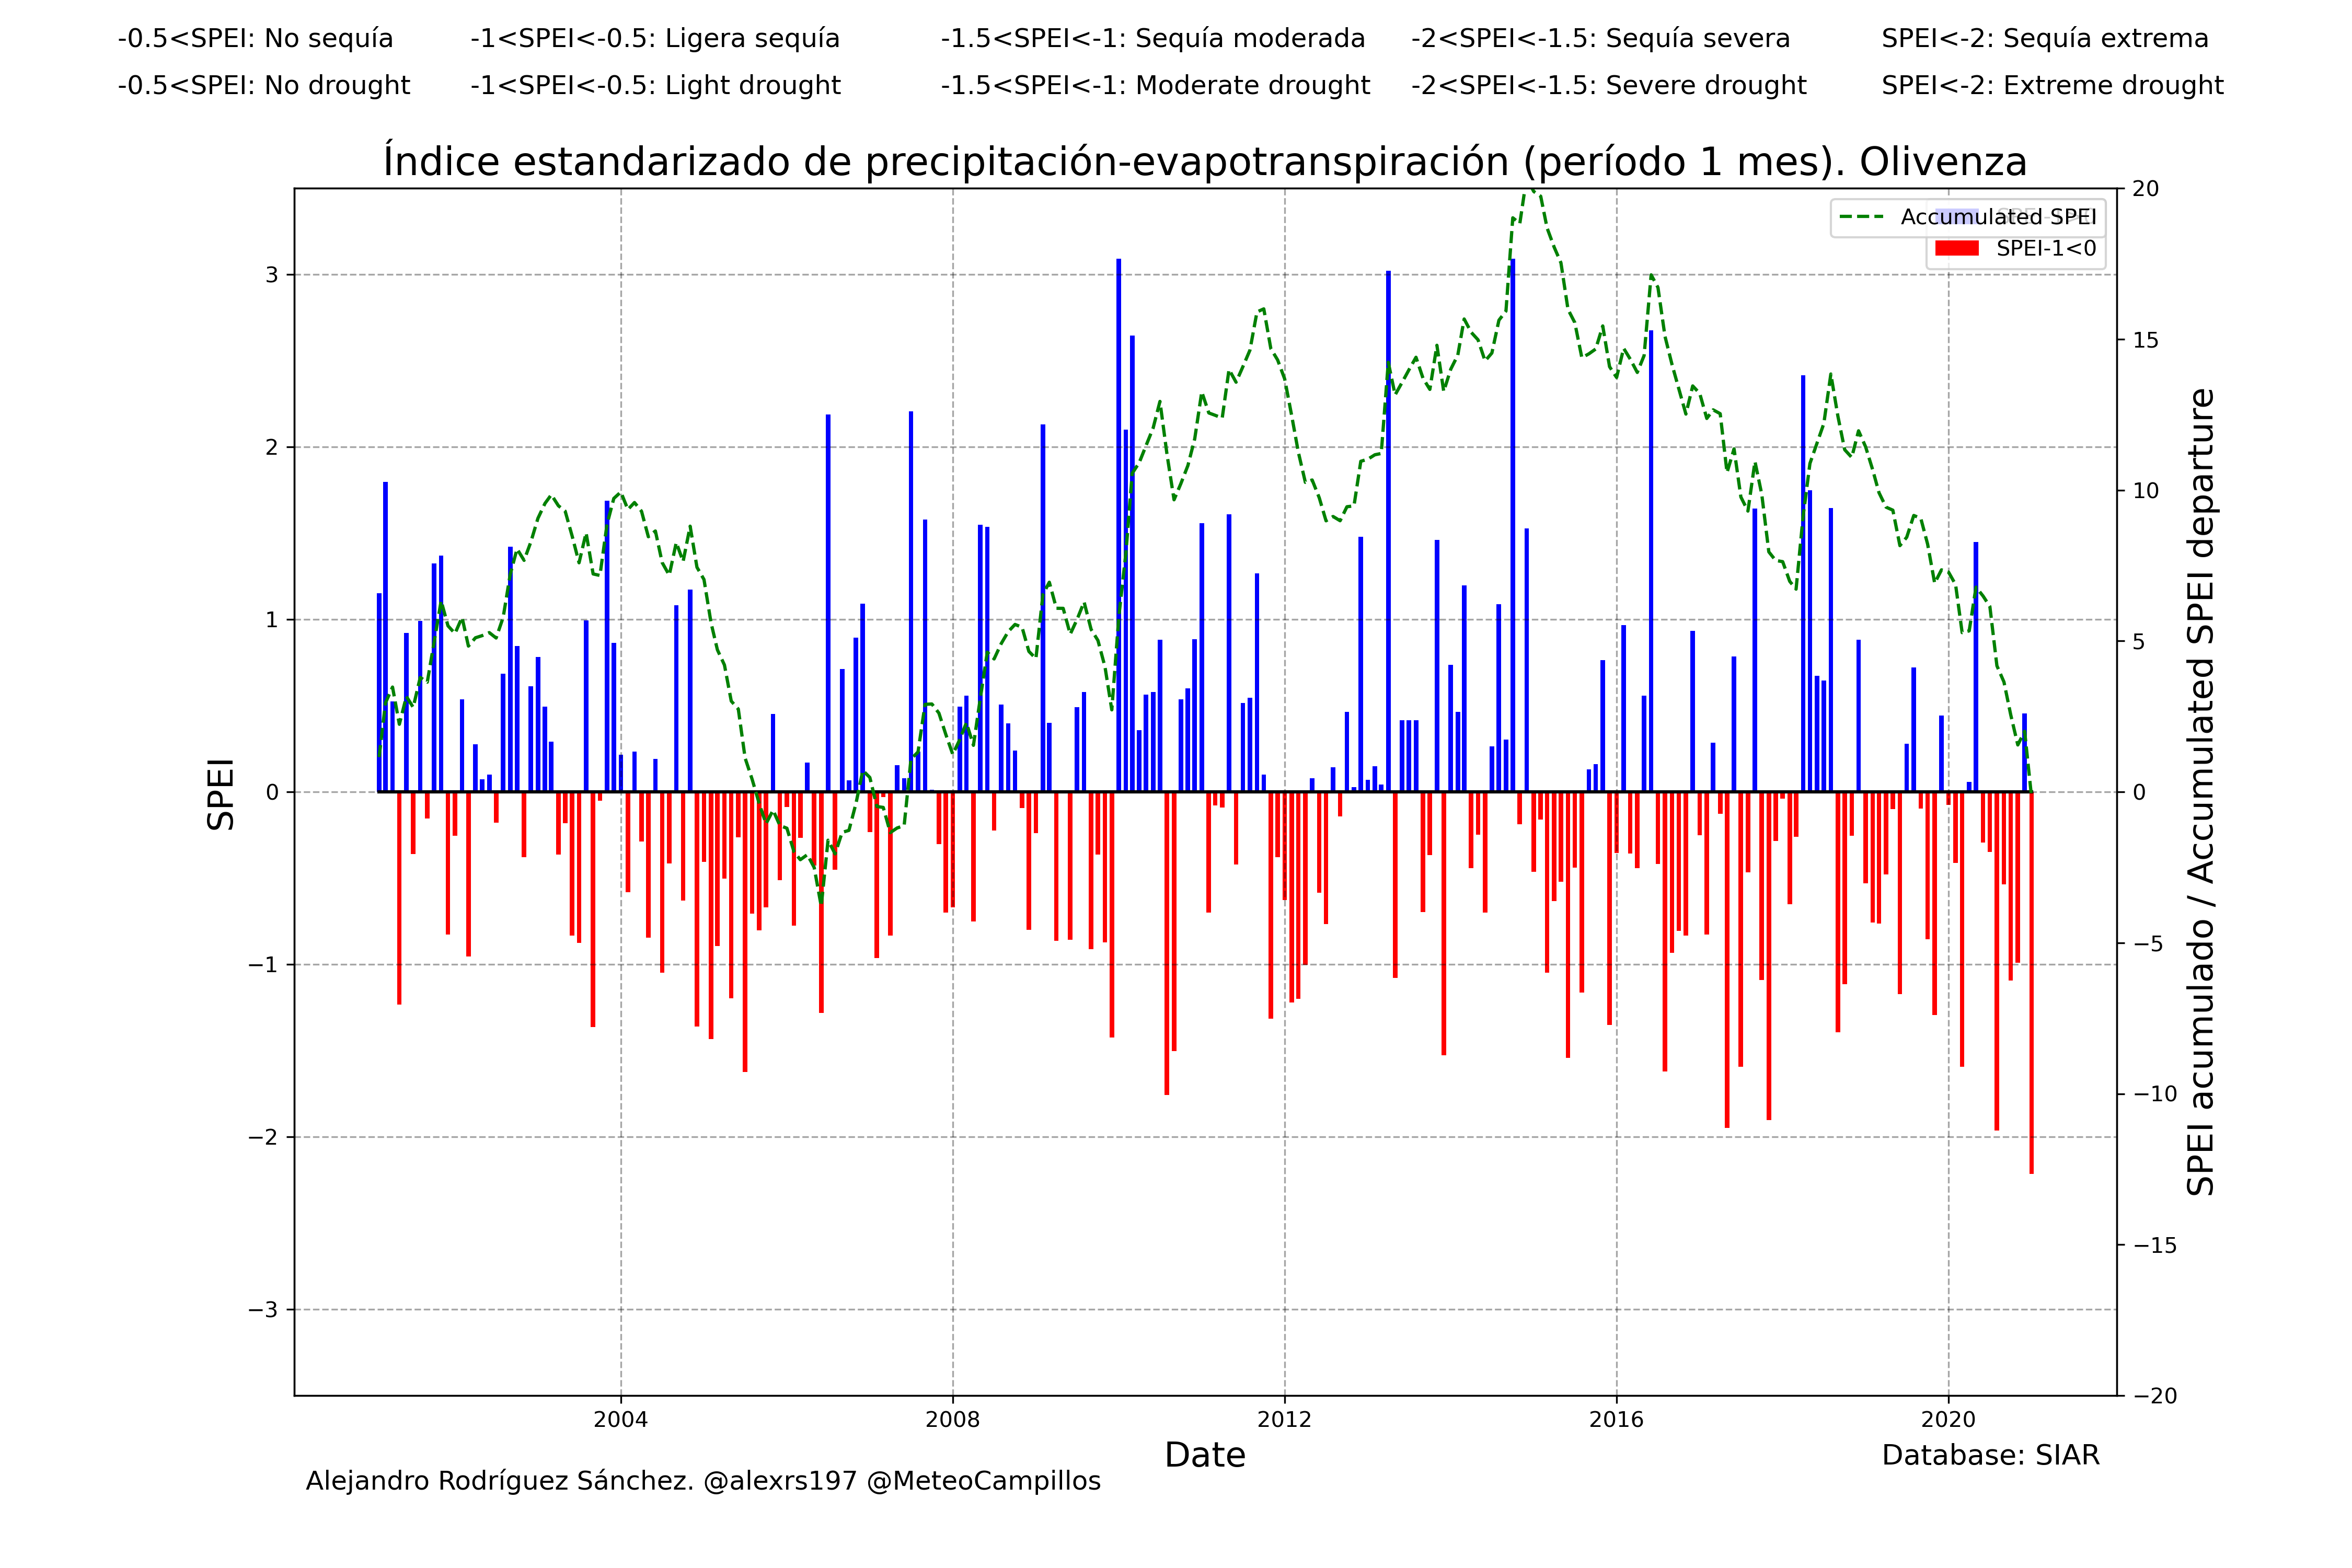 -0.5<SPEI: No sequía -1<SPEI<-0.5: Ligera sequía -1.5<SPEI<-1: Sequía moderada -2<SPEI<-1.5: Sequía severa SPEI<-2: Sequía extrema
-0.5<SPEI: No drought -1<SPEI<-0.5: Light drought -1.5<SPEI<-1: Moderate drought -2<SPEI<-1.5: Severe drought SPEI<-2: Extreme drought
Índice estandarizado de precipitación-evapotranspiración (período 1 mes). Olivenza
Accumulated SPEI
SPEI-1<0
SPEI
3
2
1
0
−1
−2
−3
20
15
10
5
0
−5
−10
−15
−20
SPEI acumulado / Accumulated SPEI departure
2004 2008 2012 2016 2020
Date
Database: SIAR
Alejandro Rodríguez Sánchez. @alexrs197 @MeteoCampillos